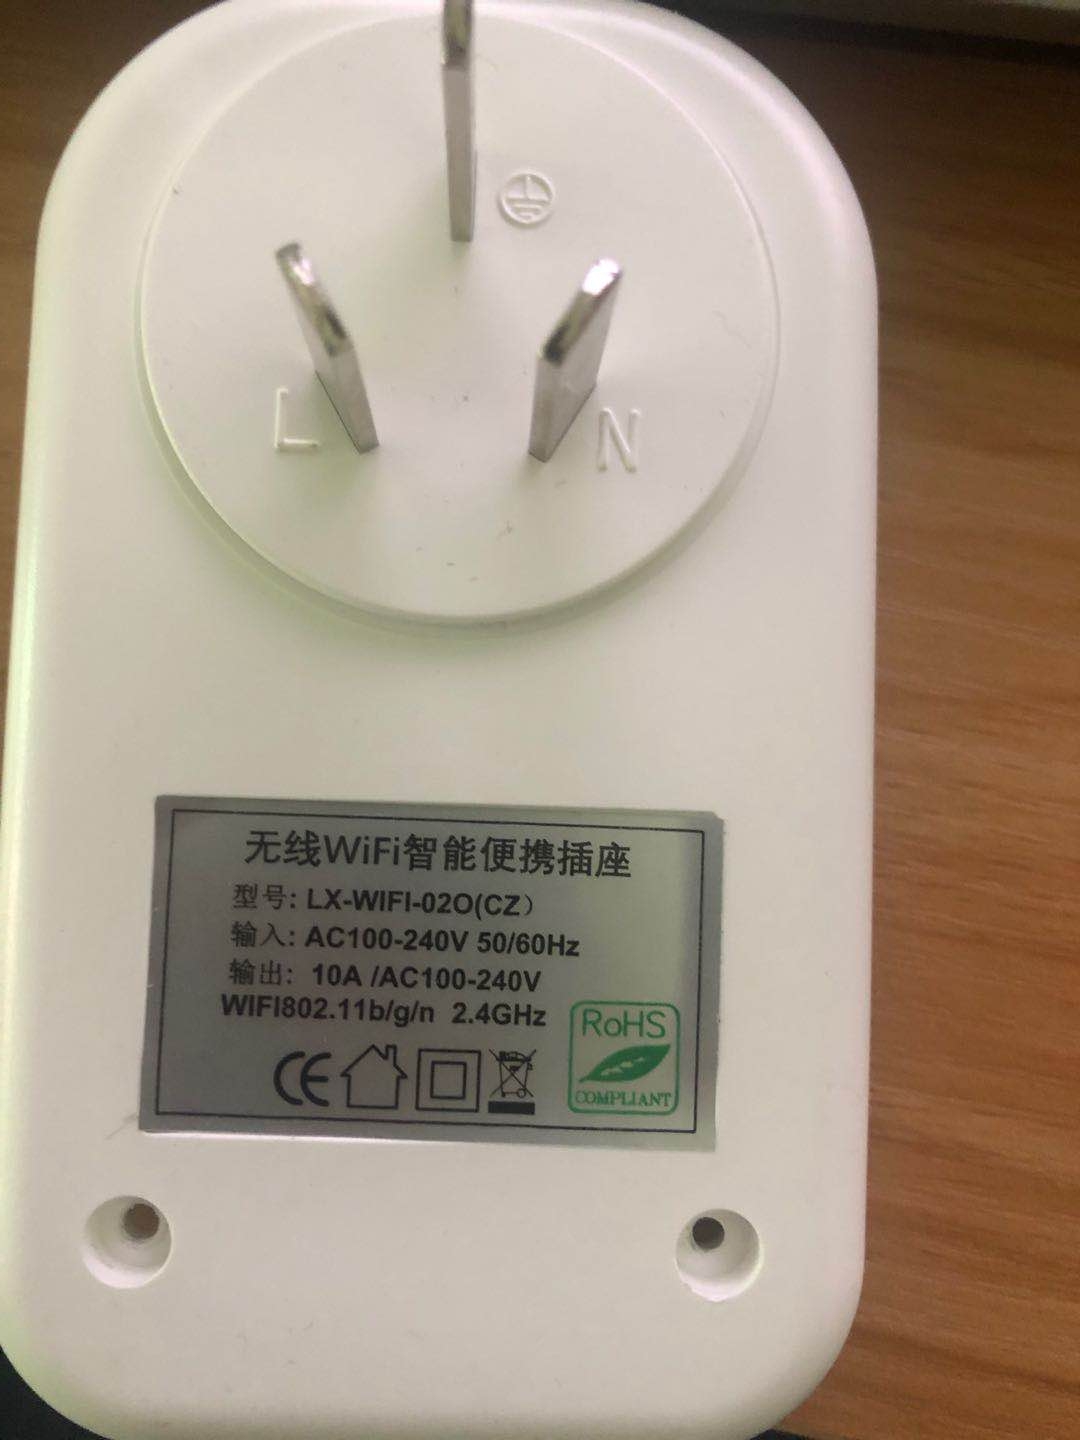 L
N
无线WiFi智能便携插座
型号: LX-WIFI-02O(CZ）
输入: AC100-240V 50/60Hz
输出: 10A /AC100-240V
WIFI802.11b/g/n 2.4GHz
CE
RoHS
COMPLIANT